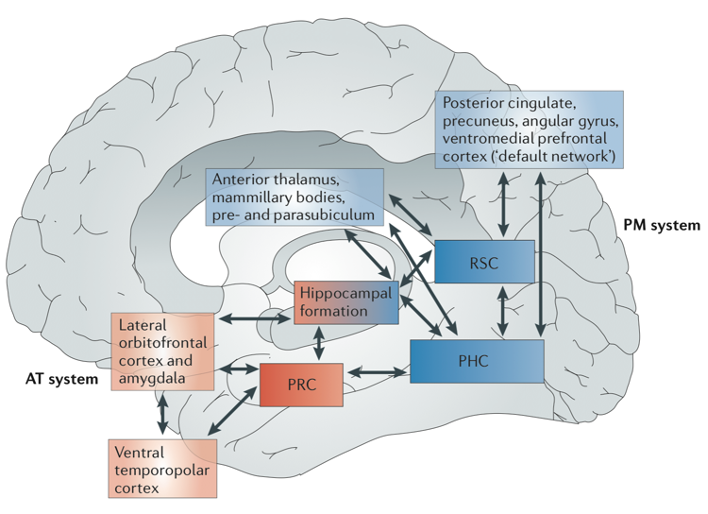 Posterior cingulate,
precuneus, angular gyrus,
ventromedial prefrontal
cortex (‘default network’)
Anterior thalamus,
mammillary bodies,
pre- and parasubiculum
PM system
RSC
Hippocampal
formation
Lateral
orbitofrontal
cortex and
amygdala
AT system
PHC
PRC
Ventral
temporopolar
cortex